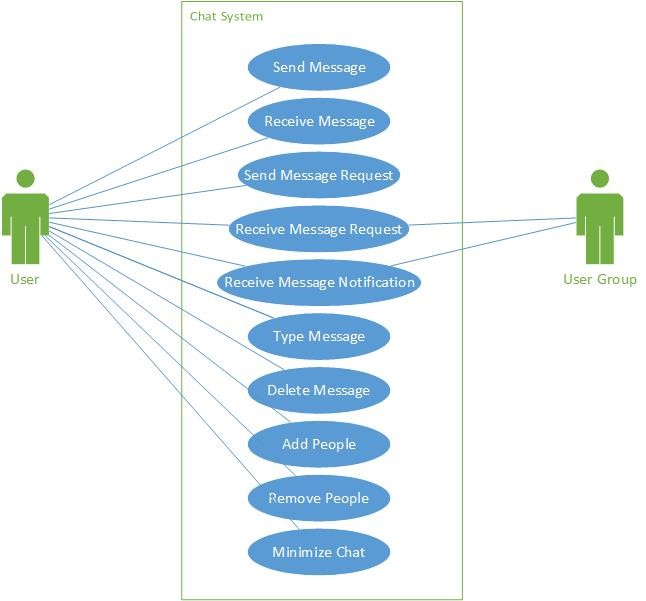 Chat System
Send Message
Receive Message
Send Message Request
Receive Message Request
Receive Message Notification
User
User Group
Type Message
Delete Message
Add People
Remove People
Minimize Chat